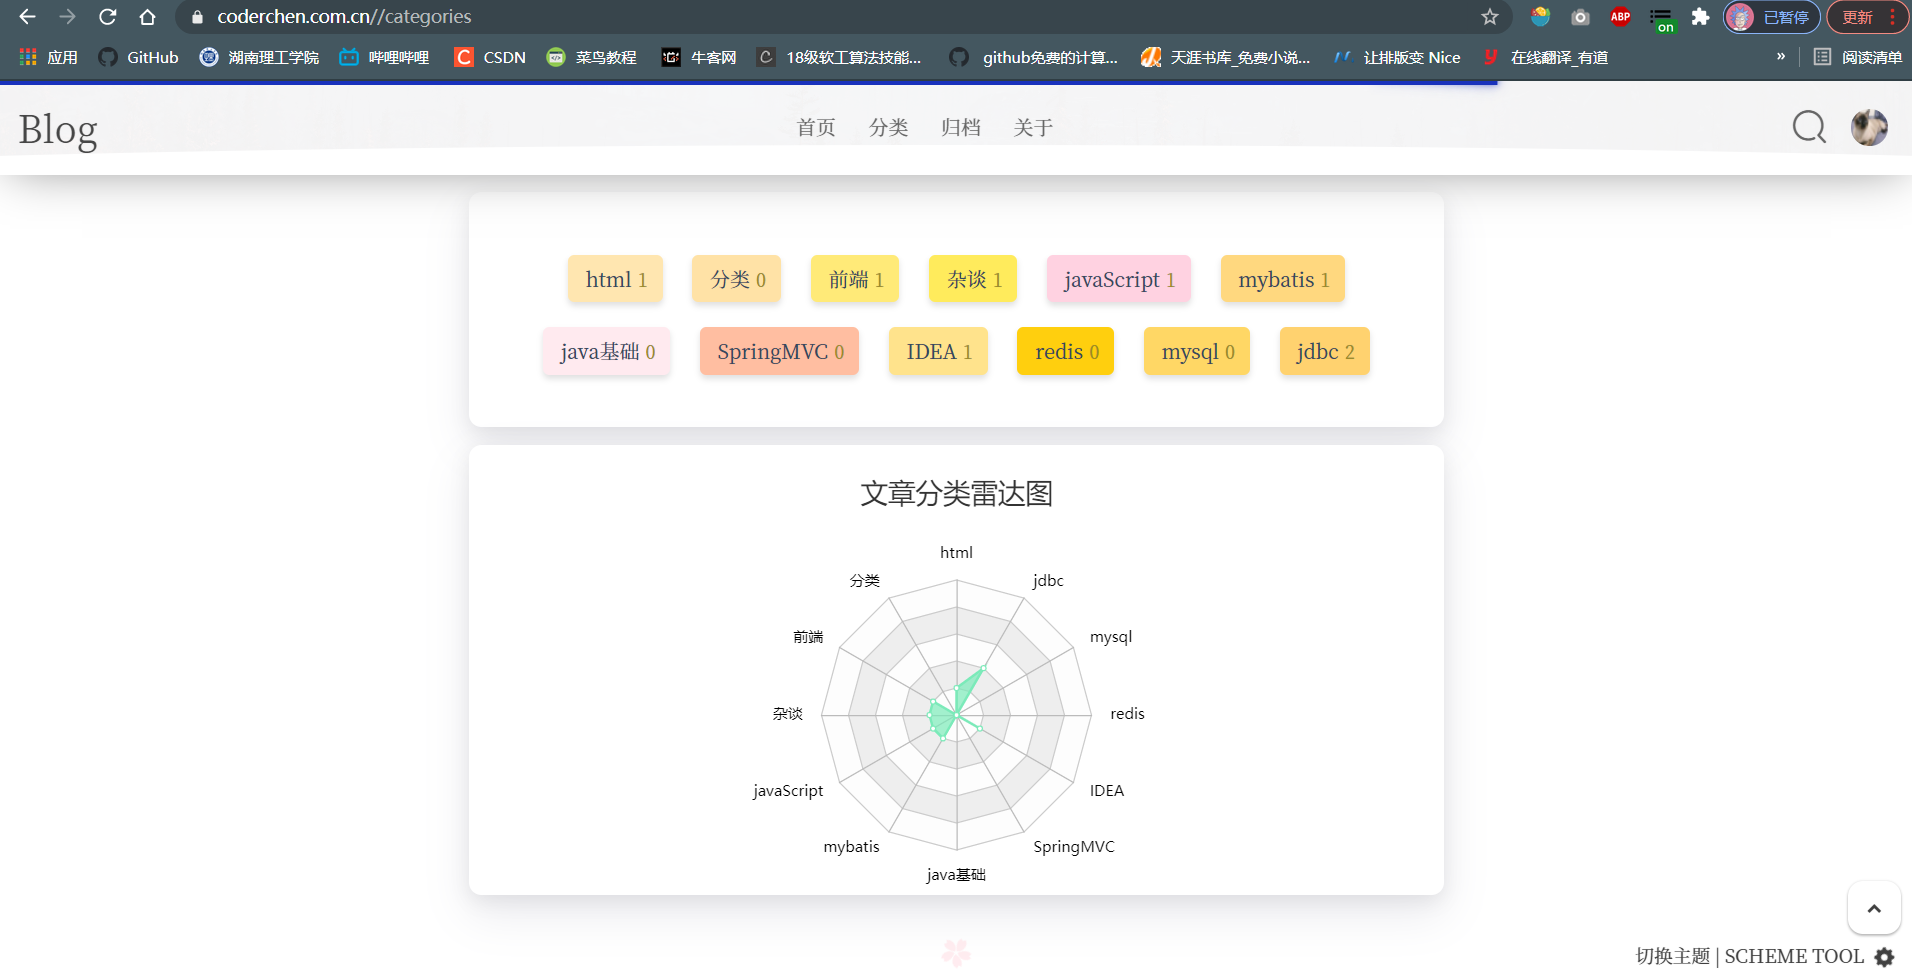 coderchen.com.cn//categories
ABP
on
已暂停
更新
应用
GitHub
湖南理工学院
哔哩哔哩
CSDN
菜鸟教程
牛客网
18级软工算法技能...
github免费的计算...
天涯书库_免费小说...
让排版变 Nice
在线翻译_有道
»
阅读清单
Blog
首页 分类 归档 关于
html 1
分类 0
前端 1
杂谈 1
javaScript 1
mybatis 1
java基础 0
SpringMVC 0
IDEA 1
redis 0
mysql 0
jdbc 2
文章分类雷达图
html
分类
jdbc
前端
mysql
杂谈
redis
javaScript
IDEA
mybatis
SpringMVC
java基础
切换主题 | SCHEME TOOL